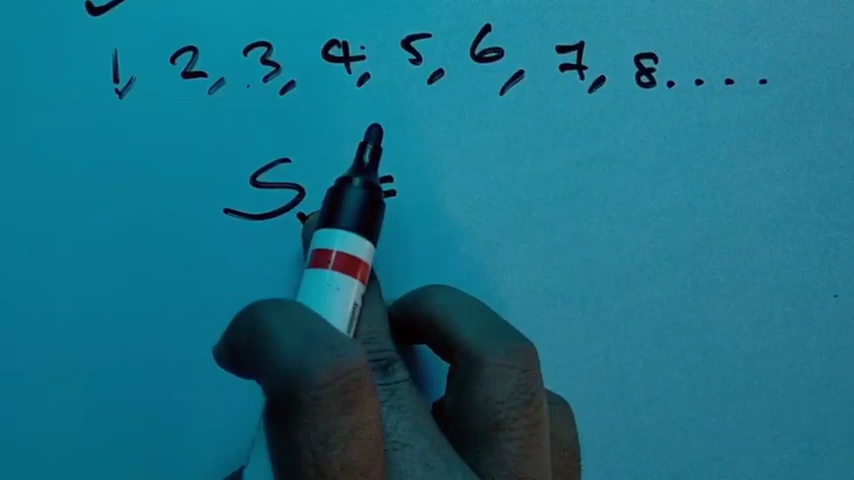 1, 2, 3, 4, 5, 6, 7, 8....
S =